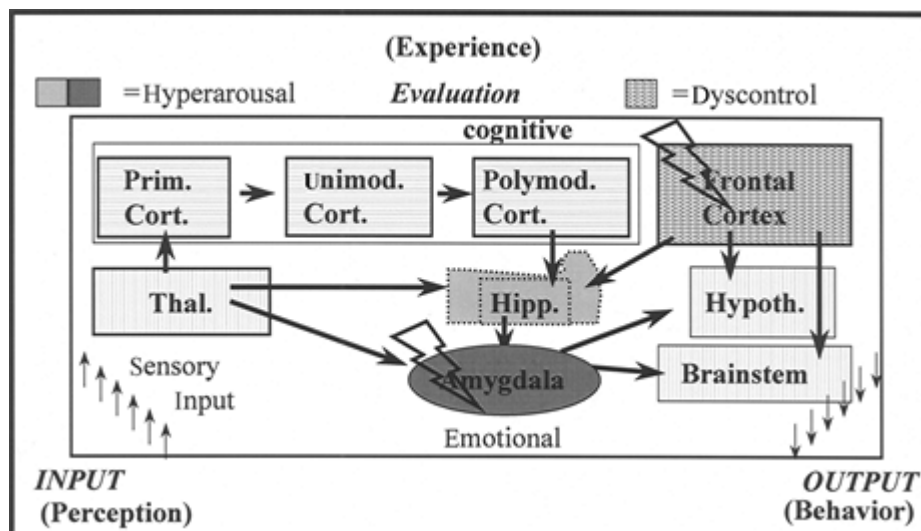 (Experience)
=Hyperarousal
Evaluation
=Dyscontrol
cognitive
Prim.
Cort.
Unimod.
Cort.
Polymod.
Cort.
Frontal
Cortex
Thal.
Hipp.
Hypoth.
Sensory
Input
Amygdala
Brainstem
Emotional
INPUT
(Perception)
OUTPUT
(Behavior)